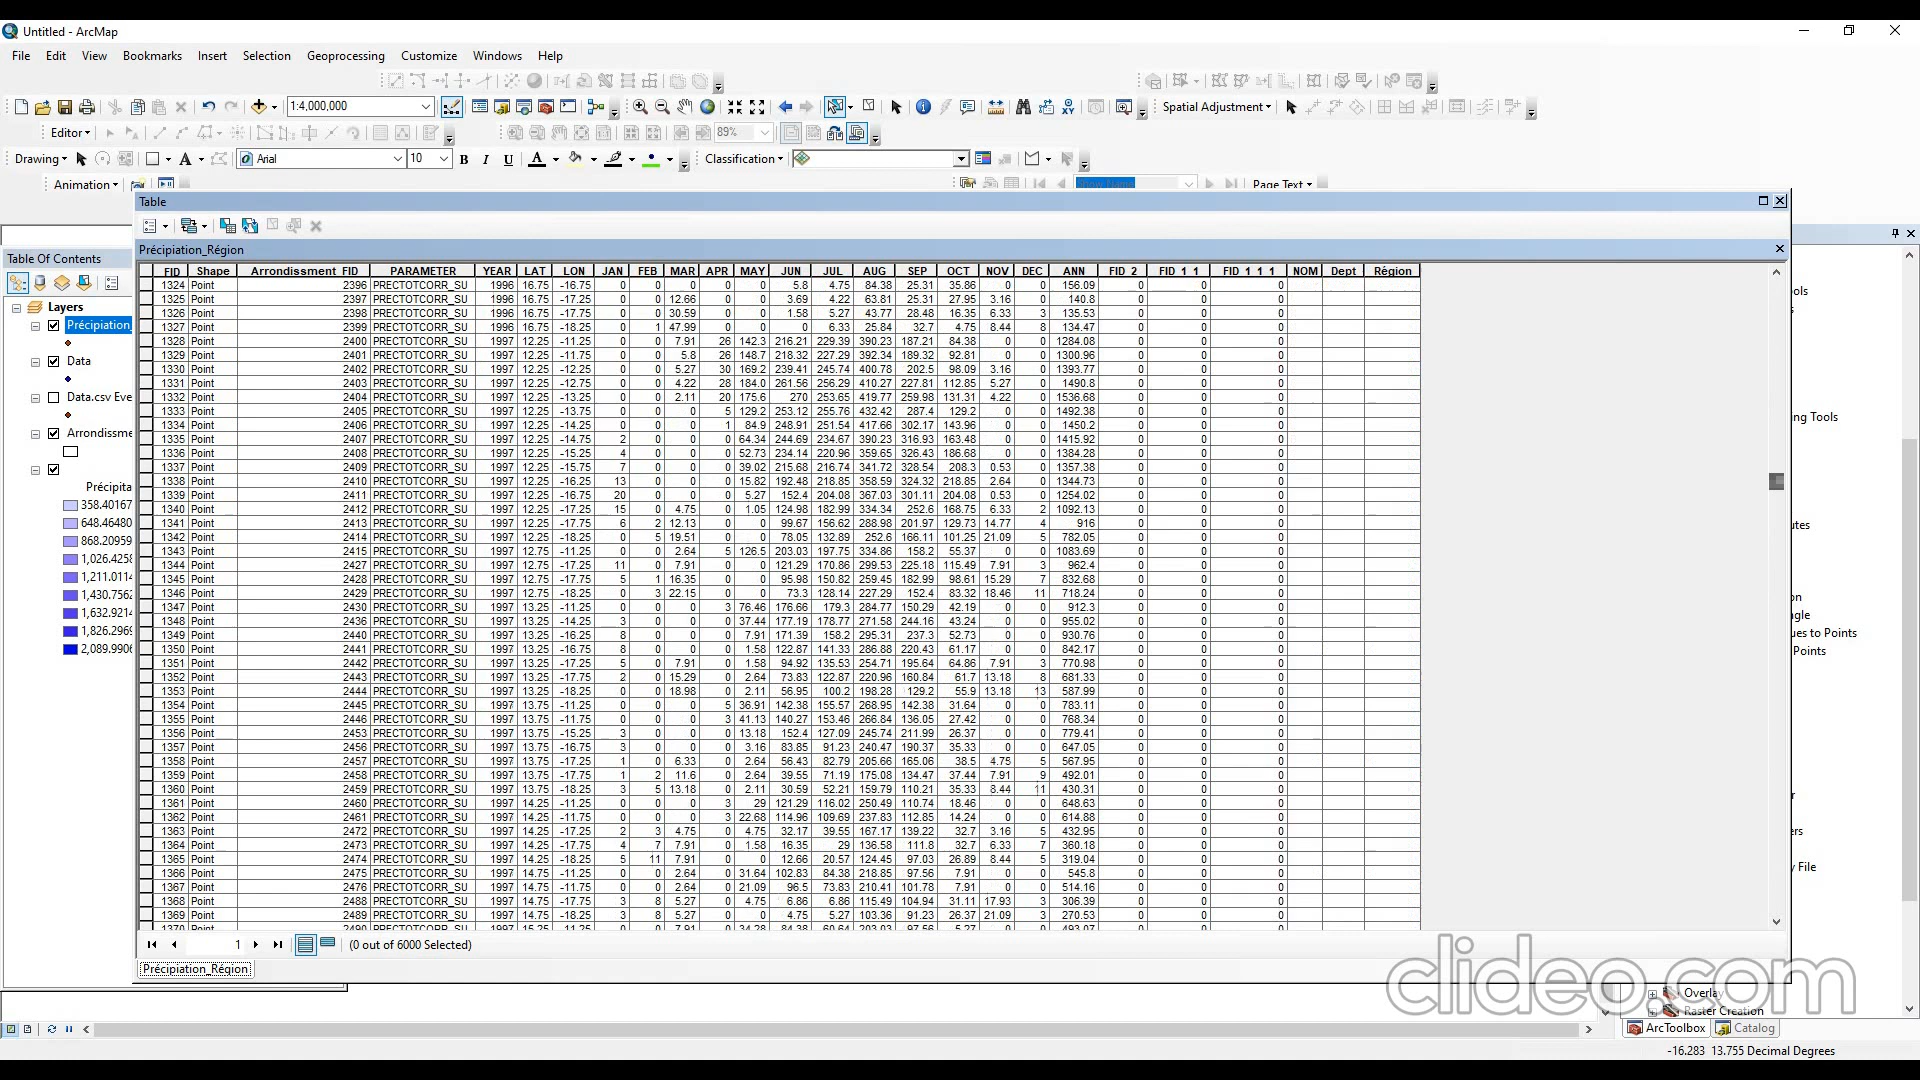 Untitled - ArcMap
File Edit View Bookmarks Insert Selection Geoprocessing Customize Windows Help
1:4,000,000 Spatial Adjustment
Editor 89%
Drawing Arial 10 B I U A Classification
Animation Page Text
Table
Précipiation_Région
Table Of Contents
Layers
Précipiation_
Data
Data.csv Eve
Arrondisseme
Précipita
358.40167
648.46480
868.20959
1,026.4258
1,211.0114
1,430.7562
1,632.9214
1,826.2969
2,089.9906
FID Shape Arrondissment FID PARAMETER YEAR LAT LON JAN FEB MAR APR MAY JUN JUL AUG SEP OCT NOV DEC ANN FID_2 FID_1_1 FID_1_1_1 NOM Dept Région
1324 Point 2396 PRECTOTCORR_SU 1996 16.75 -16.75 0 0 0 0 0 5.8 4.75 84.38 25.31 35.86 0 0 156.09 0 0 0
1325 Point 2397 PRECTOTCORR_SU 1996 16.75 -17.25 0 0 12.66 0 0 3.69 4.22 63.81 25.31 27.95 3.16 0 140.8 0 0 0
1326 Point 2398 PRECTOTCORR_SU 1996 16.75 -17.75 0 0 30.59 0 0 1.58 5.27 43.77 28.48 16.35 6.33 3 135.53 0 0 0
1327 Point 2399 PRECTOTCORR_SU 1996 16.75 -18.25 0 1 47.99 0 0 0 6.33 25.84 32.7 4.75 8.44 8 134.47 0 0 0
1328 Point 2400 PRECTOTCORR_SU 1997 12.25 -11.25 0 0 7.91 26 142.3 216.21 229.39 390.23 187.21 84.38 0 0 1284.08 0 0 0
1329 Point 2401 PRECTOTCORR_SU 1997 12.25 -11.75 0 0 5.8 26 148.7 218.32 227.29 392.34 189.32 92.81 0 0 1300.96 0 0 0
1330 Point 2402 PRECTOTCORR_SU 1997 12.25 -12.25 0 0 5.27 30 169.2 239.41 245.74 400.78 202.5 98.09 3.16 0 1393.77 0 0 0
1331 Point 2403 PRECTOTCORR_SU 1997 12.25 -12.75 0 0 4.22 28 184.0 261.56 256.29 410.27 227.81 112.85 5.27 0 1490.8 0 0 0
1332 Point 2404 PRECTOTCORR_SU 1997 12.25 -13.25 0 0 2.11 20 175.6 270 253.65 419.77 259.98 131.31 4.22 0 1536.68 0 0 0
1333 Point 2405 PRECTOTCORR_SU 1997 12.25 -13.75 0 0 0 5 129.2 253.12 255.76 432.42 287.4 129.2 0 0 1492.38 0 0 0
1334 Point 2406 PRECTOTCORR_SU 1997 12.25 -14.25 0 0 0 1 84.9 248.91 251.54 417.66 302.17 143.96 0 0 1450.2 0 0 0
1335 Point 2407 PRECTOTCORR_SU 1997 12.25 -14.75 2 0 0 0 64.34 244.69 234.67 390.23 316.93 163.48 0 0 1415.92 0 0 0
1336 Point 2408 PRECTOTCORR_SU 1997 12.25 -15.25 4 0 0 0 52.73 234.14 220.96 359.65 326.43 186.68 0 0 1384.28 0 0 0
1337 Point 2409 PRECTOTCORR_SU 1997 12.25 -15.75 7 0 0 0 39.02 215.68 216.74 341.72 328.54 208.3 0.53 0 1357.38 0 0 0
1338 Point 2410 PRECTOTCORR_SU 1997 12.25 -16.25 13 0 0 0 15.82 192.48 218.85 358.59 324.32 218.85 2.64 0 1344.73 0 0 0
1339 Point 2411 PRECTOTCORR_SU 1997 12.25 -16.75 20 0 0 0 5.27 152.4 204.08 367.03 301.11 204.08 0.53 0 1254.02 0 0 0
1340 Point 2412 PRECTOTCORR_SU 1997 12.25 -17.25 15 0 4.75 0 1.05 124.98 182.99 334.34 252.6 168.75 6.33 2 1092.13 0 0 0
1341 Point 2413 PRECTOTCORR_SU 1997 12.25 -17.75 6 2 12.13 0 0 99.67 156.62 288.98 201.97 129.73 14.77 4 916 0 0 0
1342 Point 2414 PRECTOTCORR_SU 1997 12.25 -18.25 0 5 19.51 0 0 78.05 132.89 252.6 166.11 101.25 21.09 5 782.05 0 0 0
1343 Point 2415 PRECTOTCORR_SU 1997 12.75 -11.25 0 0 2.64 5 126.5 203.03 197.75 334.86 158.2 55.37 0 0 1083.69 0 0 0
1344 Point 2427 PRECTOTCORR_SU 1997 12.75 -17.25 11 0 7.91 0 0 121.29 170.86 299.53 225.18 115.49 7.91 3 962.4 0 0 0
1345 Point 2428 PRECTOTCORR_SU 1997 12.75 -17.75 5 1 16.35 0 0 95.98 150.82 259.45 182.99 98.61 15.29 7 832.68 0 0 0
1346 Point 2429 PRECTOTCORR_SU 1997 12.75 -18.25 0 3 22.15 0 0 73.3 128.14 227.29 152.4 83.32 18.46 11 718.24 0 0 0
1347 Point 2430 PRECTOTCORR_SU 1997 13.25 -11.25 0 0 0 3 76.46 176.66 179.3 284.77 150.29 42.19 0 0 912.3 0 0 0
1348 Point 2436 PRECTOTCORR_SU 1997 13.25 -14.25 3 0 0 0 37.44 177.19 178.77 271.58 244.16 43.24 0 0 955.02 0 0 0
1349 Point 2440 PRECTOTCORR_SU 1997 13.25 -16.25 8 0 0 0 7.91 171.39 158.2 295.31 237.3 52.73 0 0 930.76 0 0 0
1350 Point 2441 PRECTOTCORR_SU 1997 13.25 -16.75 8 0 0 0 1.58 122.87 141.33 286.88 220.43 61.17 0 0 842.17 0 0 0
1351 Point 2442 PRECTOTCORR_SU 1997 13.25 -17.25 5 0 7.91 0 1.58 94.92 135.53 254.71 195.64 64.86 7.91 3 770.98 0 0 0
1352 Point 2443 PRECTOTCORR_SU 1997 13.25 -17.75 2 0 15.29 0 2.64 73.83 122.87 220.96 160.84 61.7 13.18 8 681.33 0 0 0
1353 Point 2444 PRECTOTCORR_SU 1997 13.25 -18.25 0 0 18.98 0 2.11 56.95 100.2 198.28 129.2 55.9 13.18 13 587.99 0 0 0
1354 Point 2445 PRECTOTCORR_SU 1997 13.75 -11.25 0 0 0 5 36.91 142.38 155.57 268.95 142.38 31.64 0 0 783.11 0 0 0
1355 Point 2446 PRECTOTCORR_SU 1997 13.75 -11.75 0 0 0 3 41.13 140.27 153.46 266.84 136.05 27.42 0 0 768.34 0 0 0
1356 Point 2453 PRECTOTCORR_SU 1997 13.75 -15.25 3 0 0 0 13.18 152.4 127.09 245.74 211.99 26.37 0 0 779.41 0 0 0
1357 Point 2456 PRECTOTCORR_SU 1997 13.75 -16.75 3 0 0 0 3.16 83.85 91.23 240.47 190.37 35.33 0 0 647.05 0 0 0
1358 Point 2457 PRECTOTCORR_SU 1997 13.75 -17.25 1 0 6.33 0 2.64 56.43 82.79 205.66 165.06 38.5 4.75 5 567.95 0 0 0
1359 Point 2458 PRECTOTCORR_SU 1997 13.75 -17.75 1 2 11.6 0 2.64 39.55 71.19 175.08 134.47 37.44 7.91 9 492.01 0 0 0
1360 Point 2459 PRECTOTCORR_SU 1997 13.75 -18.25 3 5 13.18 0 2.11 30.59 52.21 159.79 110.21 35.33 8.44 11 430.31 0 0 0
1361 Point 2460 PRECTOTCORR_SU 1997 14.25 -11.25 0 0 0 3 29 121.29 116.02 250.49 110.74 18.46 0 0 648.63 0 0 0
1362 Point 2461 PRECTOTCORR_SU 1997 14.25 -11.75 0 0 0 3 22.68 114.96 109.69 237.83 112.85 14.24 0 0 614.88 0 0 0
1363 Point 2472 PRECTOTCORR_SU 1997 14.25 -17.25 2 3 4.75 0 4.75 32.17 39.55 167.17 139.22 32.7 3.16 5 432.95 0 0 0
1364 Point 2473 PRECTOTCORR_SU 1997 14.25 -17.75 4 7 7.91 0 1.58 16.35 29 136.58 111.8 32.7 6.33 7 360.18 0 0 0
1365 Point 2474 PRECTOTCORR_SU 1997 14.25 -18.25 5 11 7.91 0 0 12.66 20.57 124.45 97.03 26.89 8.44 5 319.04 0 0 0
1366 Point 2475 PRECTOTCORR_SU 1997 14.75 -11.25 0 0 2.64 0 31.64 102.83 84.38 218.85 97.56 7.91 0 0 545.8 0 0 0
1367 Point 2476 PRECTOTCORR_SU 1997 14.75 -11.75 0 0 2.64 0 21.09 96.5 73.83 210.41 101.78 7.91 0 0 514.16 0 0 0
1368 Point 2488 PRECTOTCORR_SU 1997 14.75 -17.75 3 8 5.27 0 4.75 6.86 6.86 115.49 104.94 31.11 17.93 3 306.39 0 0 0
1369 Point 2489 PRECTOTCORR_SU 1997 14.75 -18.25 3 8 5.27 0 0 4.75 5.27 103.36 91.23 26.37 21.09 3 270.53 0 0 0
1370 Point 2490 PRECTOTCORR_SU 1997 15.25 -11.25 0 0 7.91 0 34.28 84.38 60.64 203.03 97.56 5.27 0 0 493.07 0 0 0
1 (0 out of 6000 Selected)
Précipiation_Région
ols
ing Tools
utes
on
gle
ues to Points
Points
or
ers
y File
Overlay
Raster Creation
ArcToolbox Catalog
-16.283 13.755 Decimal Degrees
clideo.com